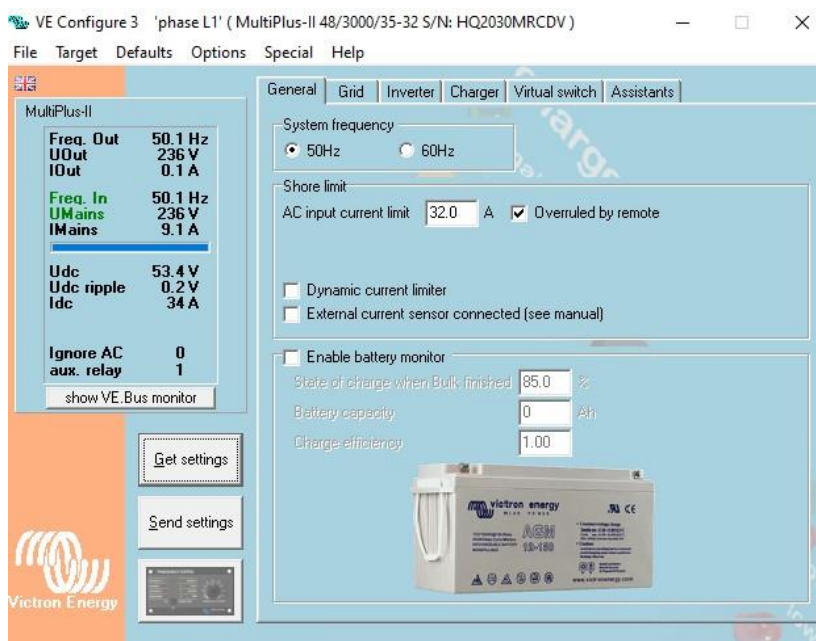 VE Configure 3 'phase L1' ( MultiPlus-II 48/3000/35-32 S/N: HQ2030MRCDV )
File Target Defaults Options Special Help
General Grid Inverter Charger Virtual switch Assistants
MultiPlus-II
Freq. Out 50.1 Hz
UOut 236 V
IOut 0.1 A
Freq. In 50.1 Hz
UMains 236 V
IMains 9.1 A
Udc 53.4 V
Udc ripple 0.2 V
Idc 34 A
Ignore AC 0
aux. relay 1
show VE.Bus monitor
Get settings
Send settings
Victron Energy
System frequency
50Hz 60Hz
Shore limit
AC input current limit 32.0 A Overruled by remote
Dynamic current limiter
External current sensor connected (see manual)
Enable battery monitor
State of charge when Bulk finished 85.0 %
Battery capacity 0 Ah
Charge efficiency 1.00
victron energy
BLUE POWER
AGM
12-150
www.victronenergy.com